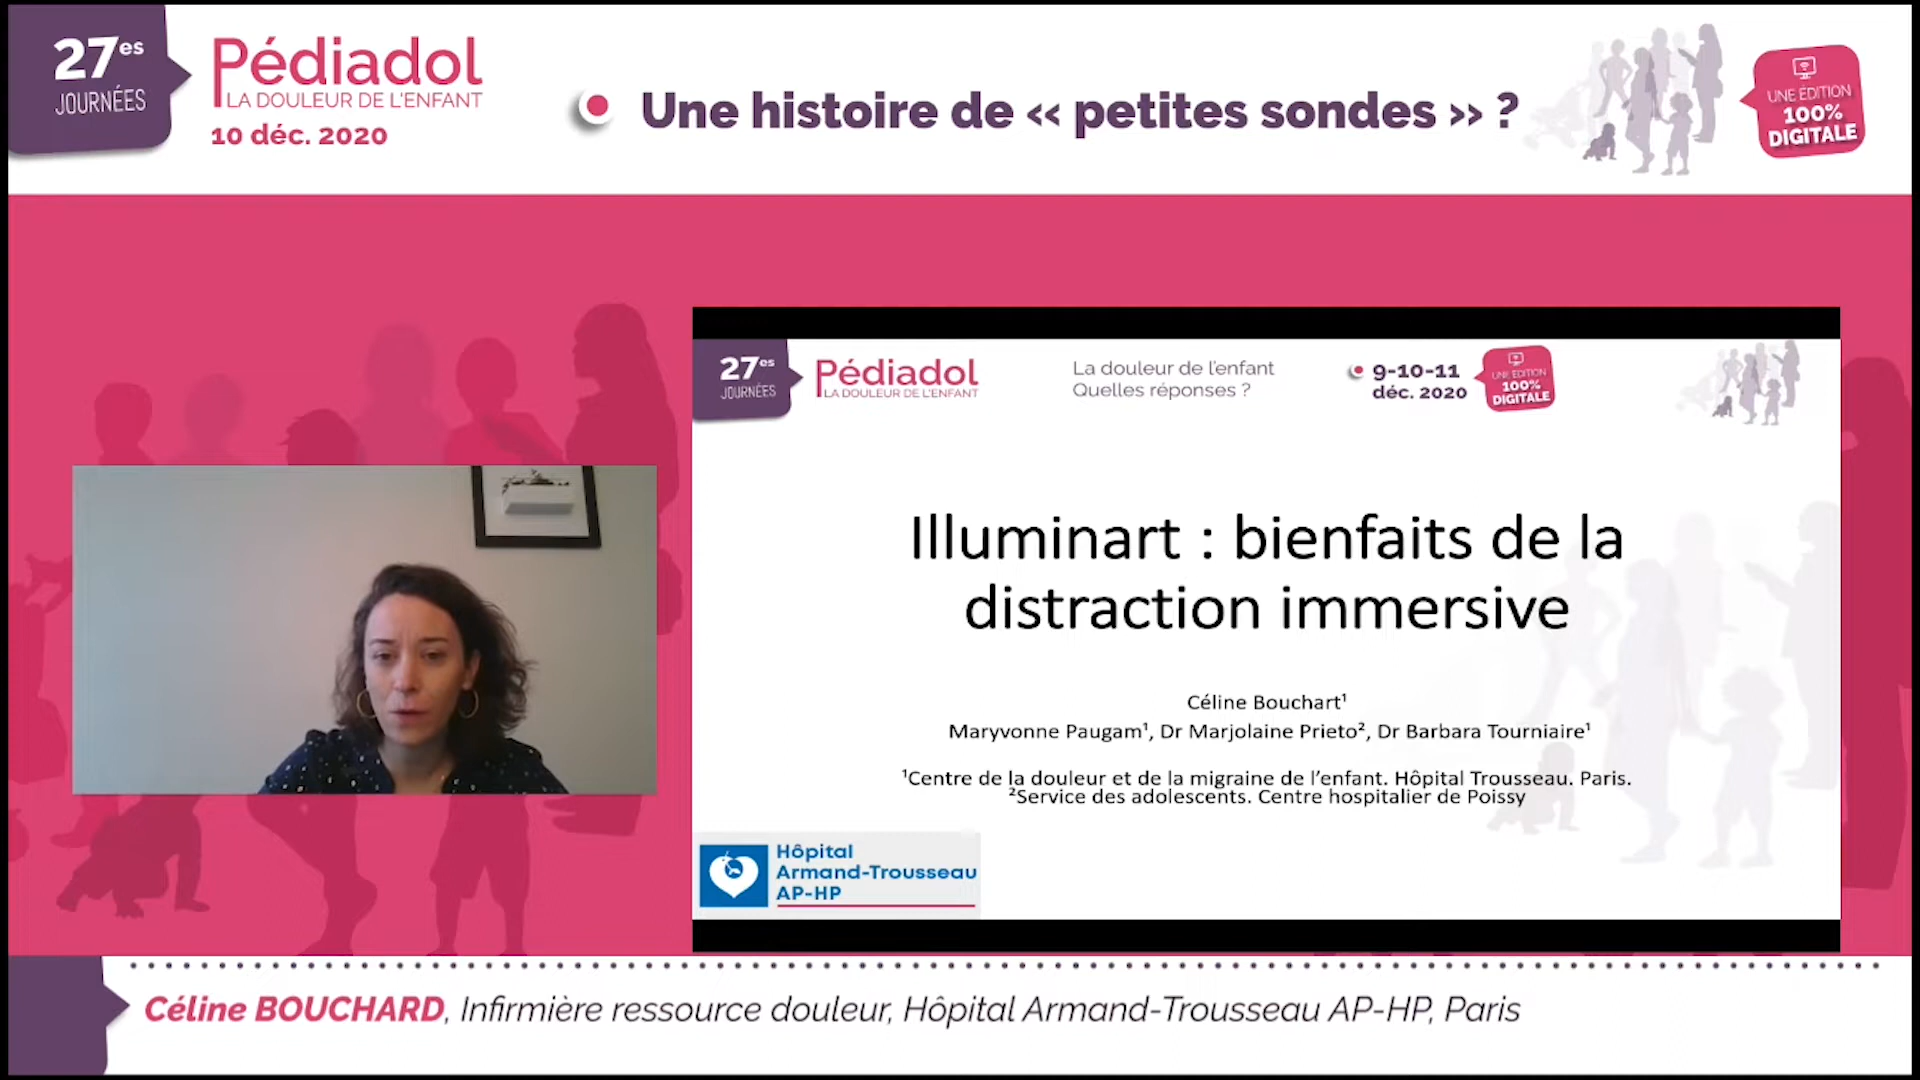 27es
JOURNÉES
Pédiadol
LA DOULEUR DE L'ENFANT
10 déc. 2020
Une histoire de « petites sondes » ?
UNE ÉDITION
100%
DIGITALE
27es
JOURNÉES
Pédiadol
LA DOULEUR DE L'ENFANT
La douleur de l'enfant
Quelles réponses ?
9-10-11
déc. 2020
UNE ÉDITION
100%
DIGITALE
Illuminart : bienfaits de la
distraction immersive
Céline Bouchart¹
Maryvonne Paugam¹, Dr Marjolaine Prieto², Dr Barbara Tourniaire¹
¹Centre de la douleur et de la migraine de l'enfant. Hôpital Trousseau. Paris.
²Service des adolescents. Centre hospitalier de Poissy
Hôpital
Armand-Trousseau
AP-HP
Céline BOUCHARD, Infirmière ressource douleur, Hôpital Armand-Trousseau AP-HP, Paris